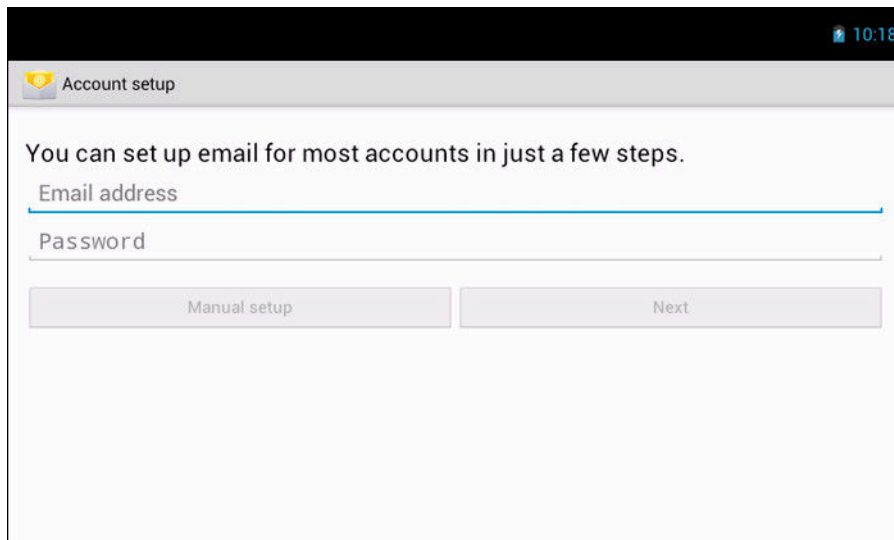 10:18
Account setup
You can set up email for most accounts in just a few steps.
Email address
Password
Manual setup
Next